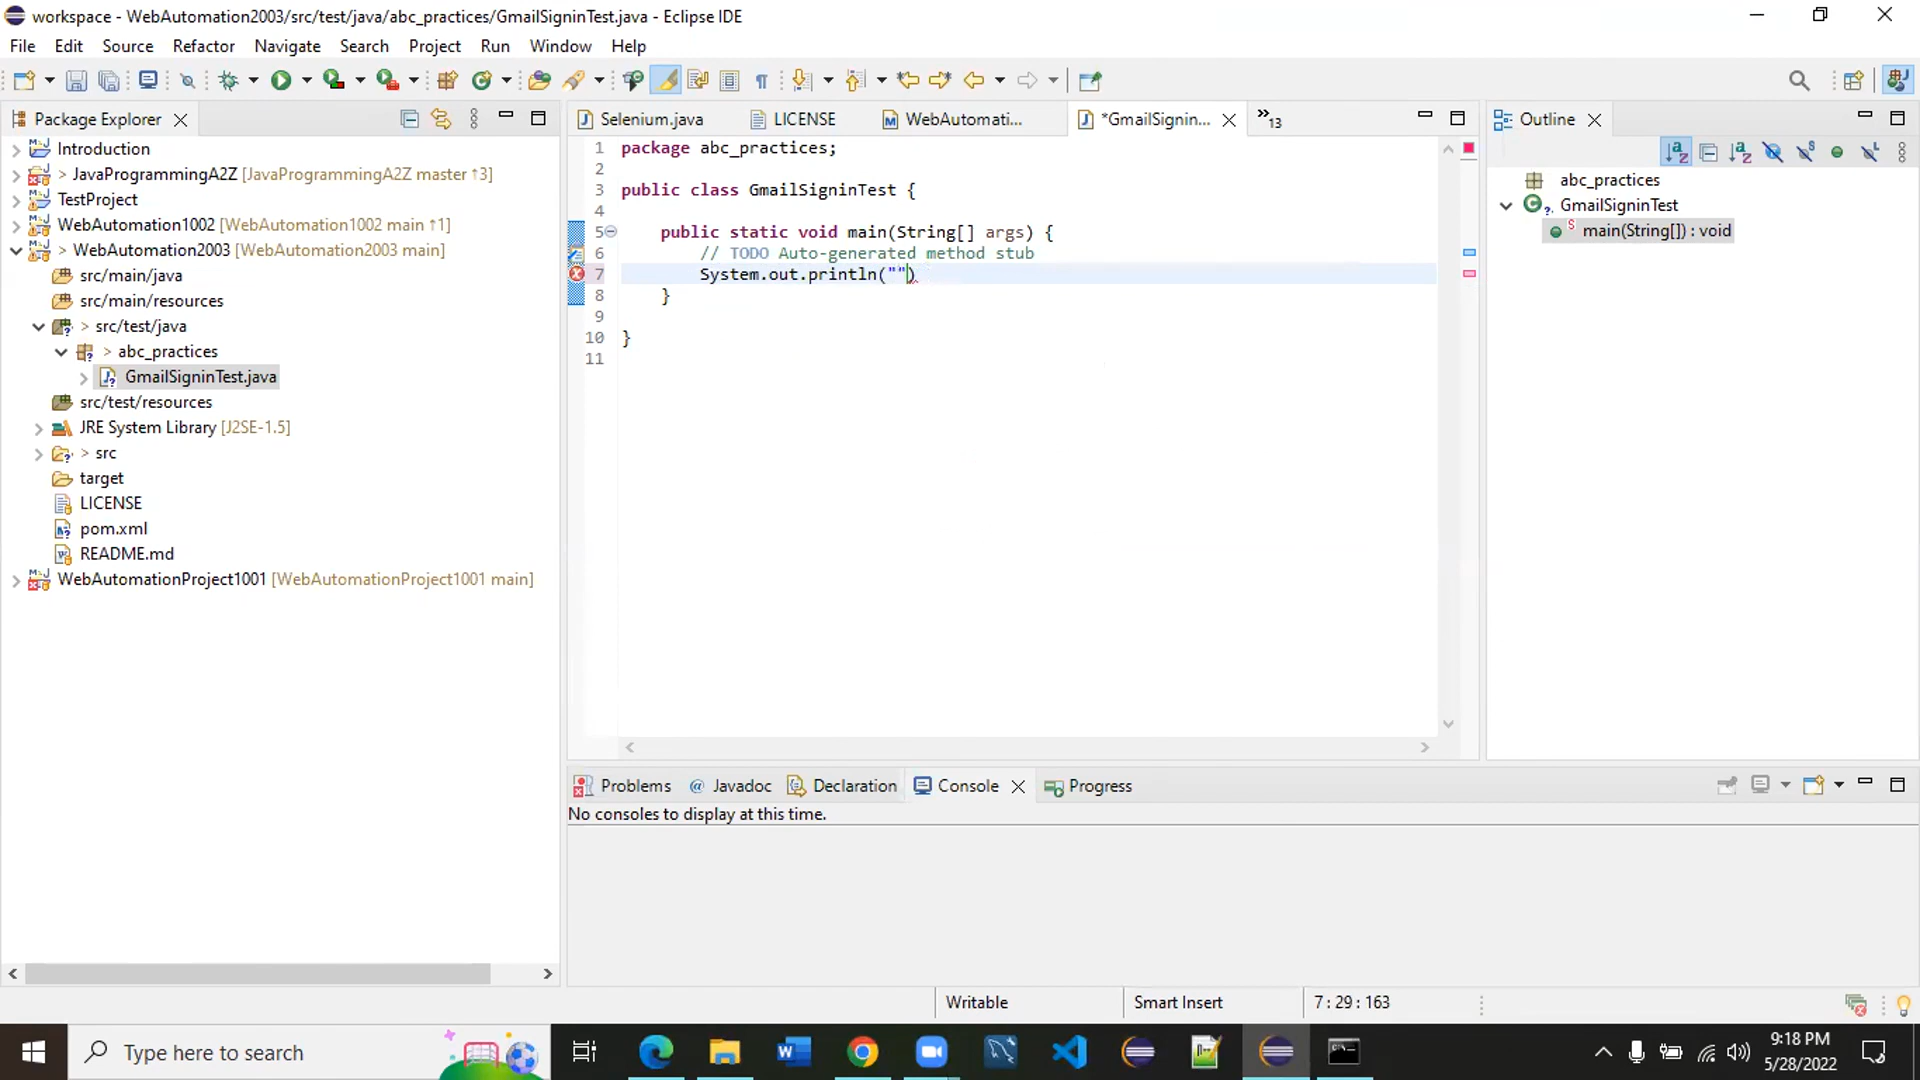 workspace - WebAutomation2003/src/test/java/abc_practices/GmailSigninTest.java - Eclipse IDE
File Edit Source Refactor Navigate Search Project Run Window Help
Package Explorer
Introduction
> JavaProgrammingA2Z [JavaProgrammingA2Z master ↑3]
TestProject
WebAutomation1002 [WebAutomation1002 main ↑1]
> WebAutomation2003 [WebAutomation2003 main]
src/main/java
src/main/resources
> src/test/java
> abc_practices
GmailSigninTest.java
src/test/resources
JRE System Library [J2SE-1.5]
> src
target
LICENSE
pom.xml
README.md
WebAutomationProject1001 [WebAutomationProject1001 main]
Selenium.java LICENSE WebAutomati... *GmailSignin... »13
1 package abc_practices;
2
3 public class GmailSigninTest {
4
5 public static void main(String[] args) {
6 // TODO Auto-generated method stub
7 System.out.println("")
8 }
9
10 }
11
Outline
abc_practices
GmailSigninTest
main(String[]) : void
Problems @ Javadoc Declaration Console Progress
No consoles to display at this time.
Writable Smart Insert 7 : 29 : 163
Type here to search
9:18 PM
5/28/2022